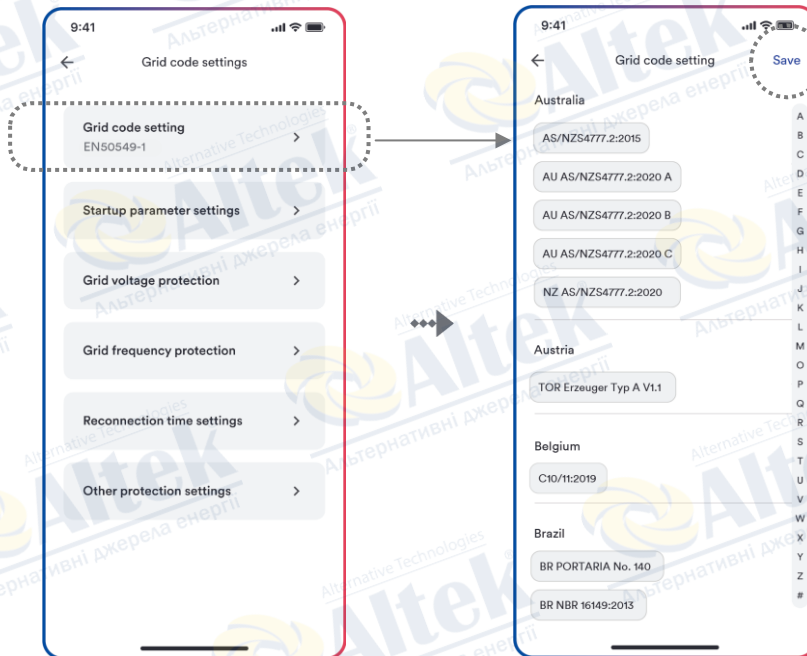 9:41
Grid code settings
Grid code setting
EN50549-1
Startup parameter settings
Grid voltage protection
Grid frequency protection
Reconnection time settings
Other protection settings
9:41
Grid code setting
Save
Australia
AS/NZS4777.2:2015
AU AS/NZS4777.2:2020 A
AU AS/NZS4777.2:2020 B
AU AS/NZS4777.2:2020 C
NZ AS/NZS4777.2:2020
Austria
TOR Erzeuger Typ A V1.1
Belgium
C10/11:2019
Brazil
BR PORTARIA No. 140
BR NBR 16149:2013
A
B
C
D
E
F
G
H
I
J
K
L
M
O
P
Q
R
S
T
U
V
W
X
Y
Z
#
Altek
Alternative Technologies
Альтернативні джерела енергії